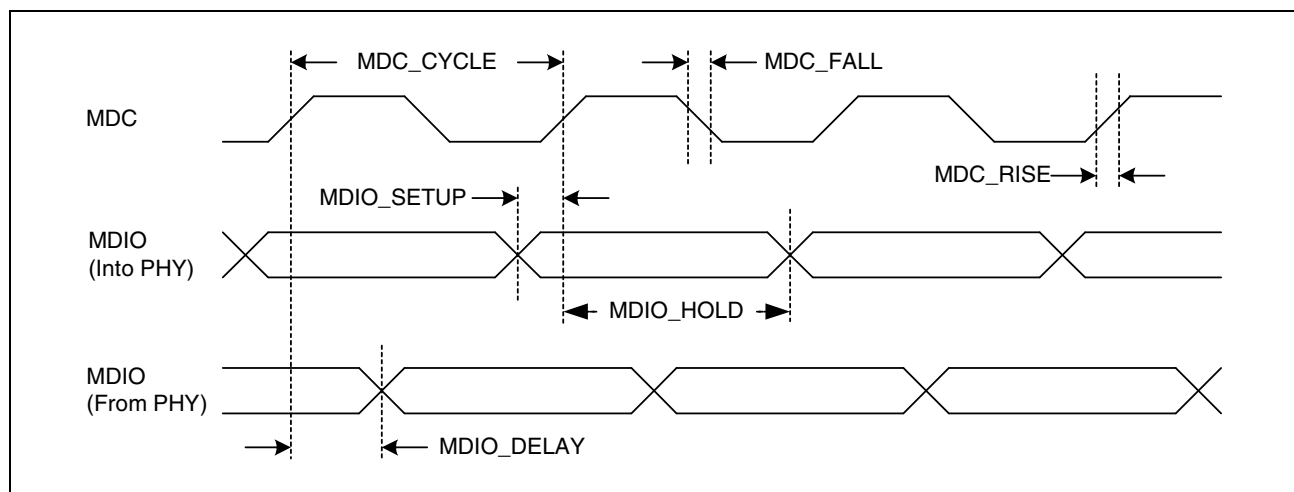 MDC_CYCLE
MDC_FALL
MDC
MDC_RISE
MDIO_SETUP
MDIO
(Into PHY)
MDIO_HOLD
MDIO
(From PHY)
MDIO_DELAY